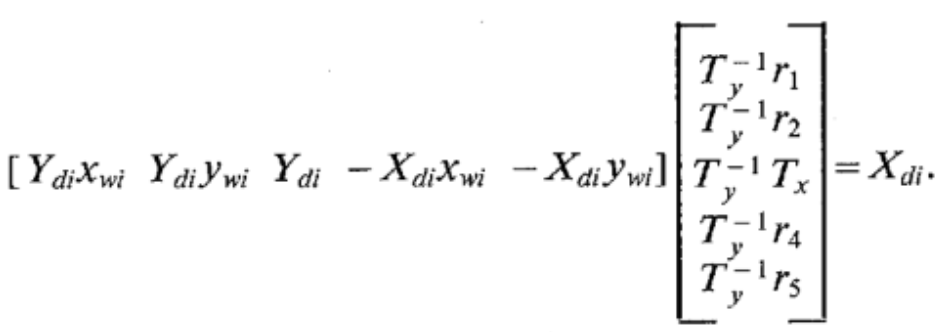 [ Y_{di}x_{wi}  Y_{di}y_{wi}  Y_{di}  −X_{di}x_{wi}  −X_{di}y_{wi}] [ T_y^{−1}r_1
T_y^{−1}r_2
T_y^{−1} T_x
T_y^{−1}r_4
T_y^{−1}r_5 ] = X_{di}.